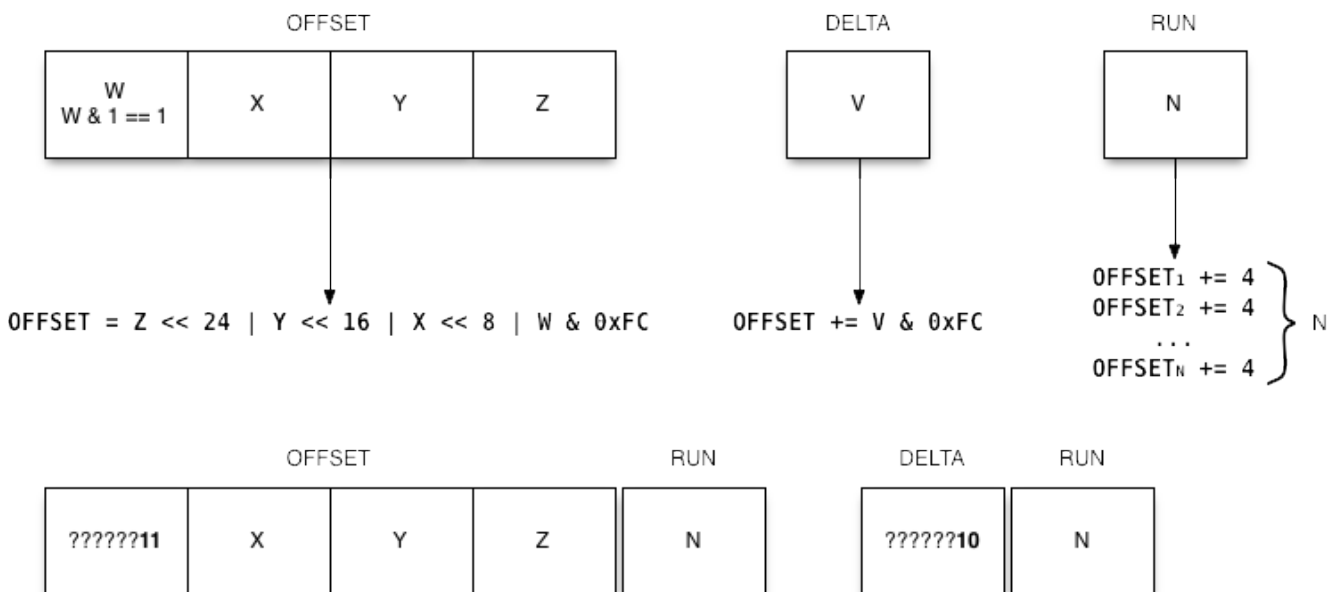 OFFSET DELTA RUN
W
W & 1 == 1 X Y Z V N
OFFSET = Z << 24 | Y << 16 | X << 8 | W & 0xFC
OFFSET += V & 0xFC
OFFSET₁ += 4
OFFSET₂ += 4
...
OFFSETN += 4
N
OFFSET RUN DELTA RUN
??????11 X Y Z N ??????10 N